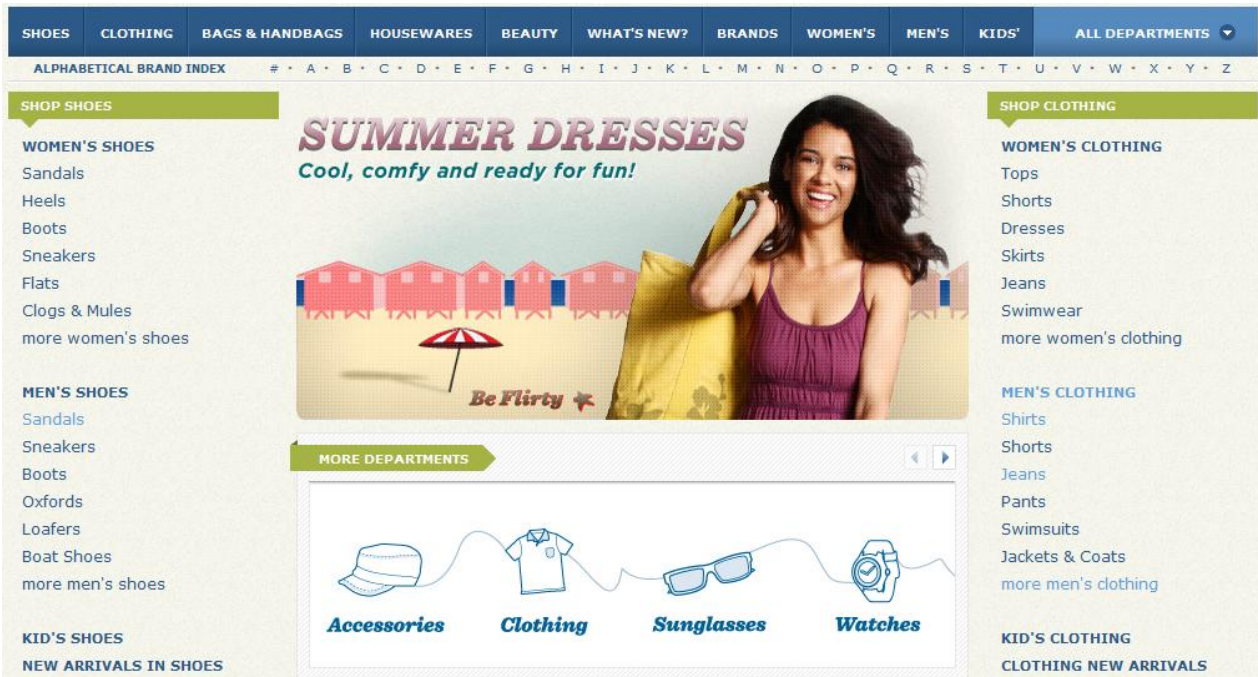 SHOES CLOTHING BAGS & HANDBAGS HOUSEWARES BEAUTY WHAT'S NEW? BRANDS WOMEN'S MEN'S KIDS' ALL DEPARTMENTS
ALPHABETICAL BRAND INDEX # • A • B • C • D • E • F • G • H • I • J • K • L • M • N • O • P • Q • R • S • T • U • V • W • X • Y • Z
SHOP SHOES
WOMEN'S SHOES
Sandals
Heels
Boots
Sneakers
Flats
Clogs & Mules
more women's shoes
MEN'S SHOES
Sandals
Sneakers
Boots
Oxfords
Loafers
Boat Shoes
more men's shoes
KID'S SHOES
NEW ARRIVALS IN SHOES
SUMMER DRESSES
Cool, comfy and ready for fun!
Be Flirty
MORE DEPARTMENTS
Accessories Clothing Sunglasses Watches
SHOP CLOTHING
WOMEN'S CLOTHING
Tops
Shorts
Dresses
Skirts
Jeans
Swimwear
more women's clothing
MEN'S CLOTHING
Shirts
Shorts
Jeans
Pants
Swimsuits
Jackets & Coats
more men's clothing
KID'S CLOTHING
CLOTHING NEW ARRIVALS